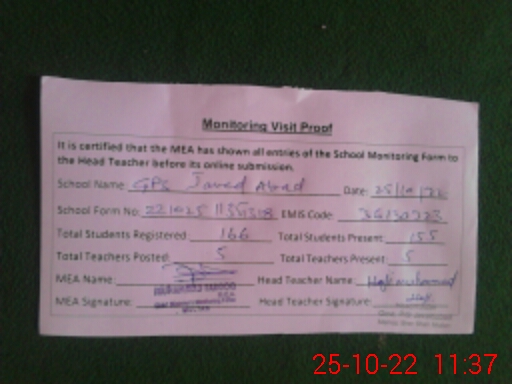 Monitoring Visit Proof
It is certified that the MEA has shown all entries of the School Monitoring Form to
the Head Teacher before its online submission.
School Name: GPS Javed Abad Date: 25/10/22
School Form No: EMIS Code
Total Students Registered: 166 Total Students Present: 155
Total Teachers Posted: 5 Total Teachers Present: 5
MEA Name: Head Teacher Name:
MEA Signature: Head Teacher Signature:
25-10-22 11:37